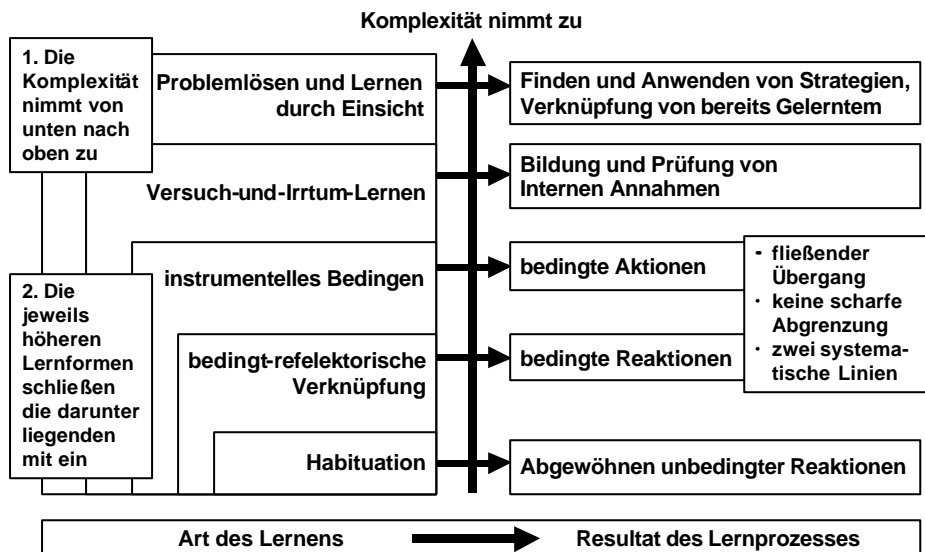 Komplexität nimmt zu
1. Die
Komplexität
nimmt von
unten nach
oben zu
Problemlösen und Lernen
durch Einsicht
Finden und Anwenden von Strategien,
Verknüpfung von bereits Gelerntem
Versuch-und-Irrtum-Lernen
Bildung und Prüfung von
Internen Annahmen
instrumentelles Bedingen
bedingte Aktionen
· fließender
Übergang
· keine scharfe
Abgrenzung
· zwei systema-
tische Linien
2. Die
jeweils
höheren
Lernformen
schließen
die darunter
liegenden
mit ein
bedingt-refelektorische
Verknüpfung
bedingte Reaktionen
Habituation
Abgewöhnen unbedingter Reaktionen
Art des Lernens
Resultat des Lernprozesses